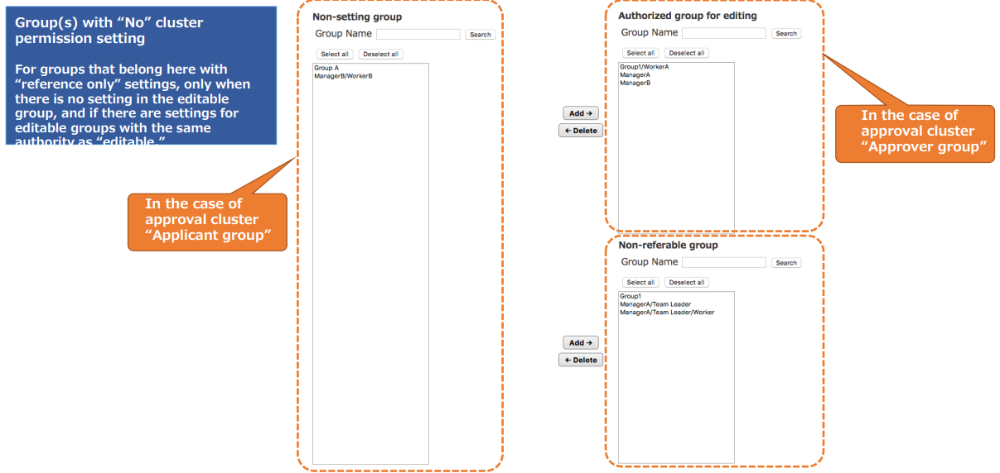 Group(s) with “No” cluster
permission setting
For groups that belong here with
“reference only” settings, only when
there is no setting in the editable
group, and if there are settings for
editable groups with the same
authority as “editable.”
In the case of
approval cluster
“Applicant group”
Non-setting group
Group Name
Search
Select all
Deselect all
Group A
ManagerB/WorkerB
Add →
← Delete
Add →
← Delete
Authorized group for editing
Group Name
Search
Select all
Deselect all
Group1/WorkerA
ManagerA
ManagerB
In the case of
approval cluster
“Approver group”
Non-referable group
Group Name
Search
Select all
Deselect all
Group1
ManagerA/Team Leader
ManagerA/Team Leader/Worker